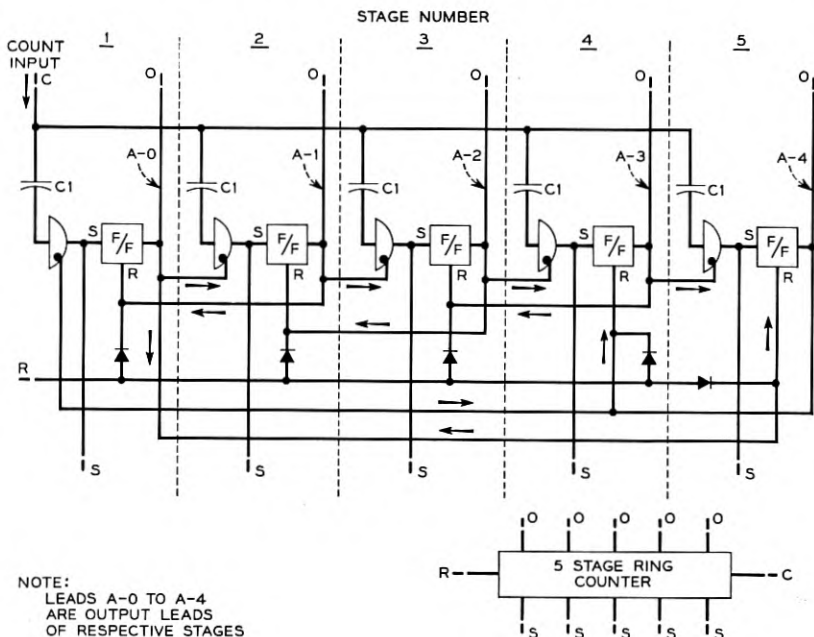 STAGE NUMBER
1 2 3 4 5
COUNT
INPUT
C O O O O O
A-0 A-1 A-2 A-3 A-4
C1 C1 C1 C1 C1
S F/F S F/F S F/F S F/F S F/F
R R R R R
R
S S S S S
O O O O O
R 5 STAGE RING C
COUNTER
S S S S S
NOTE:
LEADS A-0 TO A-4
ARE OUTPUT LEADS
OF RESPECTIVE STAGES